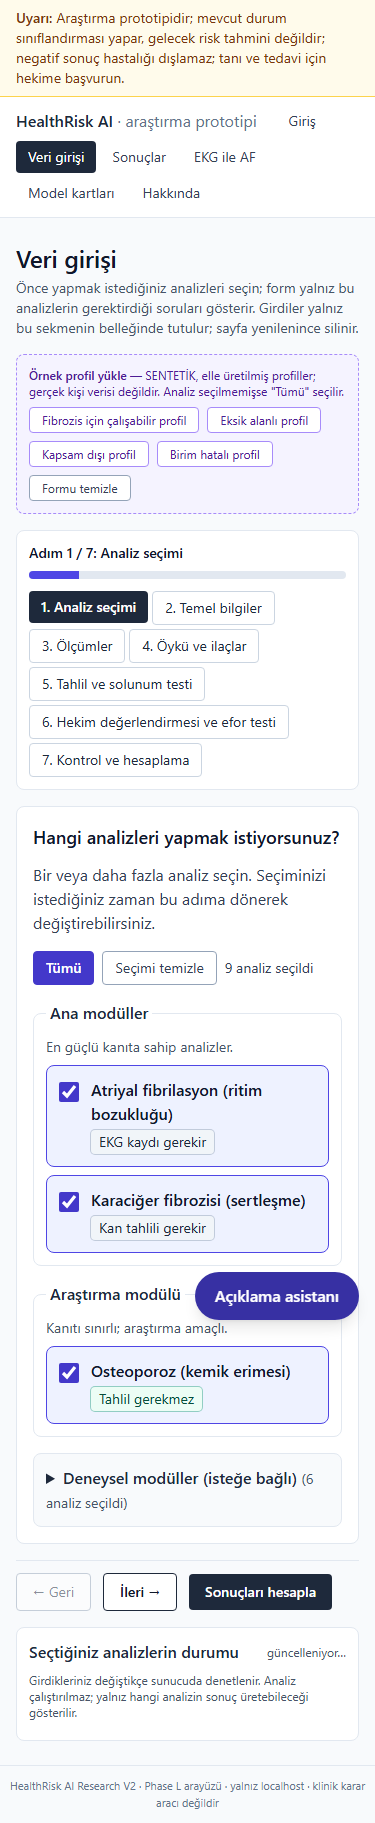 Uyarı: Araştırma prototipidir; mevcut durum
sınıflandırması yapar, gelecek risk tahmini değildir;
negatif sonuç hastalığı dışlamaz; tanı ve tedavi için
hekime başvurun.
HealthRisk AI · araştırma prototipi
Giriş
Veri girişi
Sonuçlar
EKG ile AF
Model kartları
Hakkında
Veri girişi
Önce yapmak istediğiniz analizleri seçin; form yalnız bu
analizlerin gerektirdiği soruları gösterir. Girdiler yalnız
bu sekmenin belleğinde tutulur; sayfa yenilenince silinir.
Örnek profil yükle — SENTETİK, elle üretilmiş profiller;
gerçek kişi verisi değildir. Analiz seçilmemişse "Tümü" seçilir.
Fibrozis için çalışabilir profil
Eksik alanlı profil
Kapsam dışı profil
Birim hatalı profil
Formu temizle
Adım 1 / 7: Analiz seçimi
1. Analiz seçimi
2. Temel bilgiler
3. Ölçümler
4. Öykü ve ilaçlar
5. Tahlil ve solunum testi
6. Hekim değerlendirmesi ve efor testi
7. Kontrol ve hesaplama
Hangi analizleri yapmak istiyorsunuz?
Bir veya daha fazla analiz seçin. Seçiminizi
istediğiniz zaman bu adıma dönerek
değiştirebilirsiniz.
Tümü
Seçimi temizle
9 analiz seçildi
Ana modüller
En güçlü kanıta sahip analizler.
Atriyal fibrilasyon (ritim
bozukluğu)
EKG kaydı gerekir
Karaciğer fibrozisi (sertleşme)
Kan tahlili gerekir
Araştırma modülü
Açıklama asistanı
Kanıtı sınırlı; araştırma amaçlı.
Osteoporoz (kemik erimesi)
Tahlil gerekmez
▶ Deneysel modüller (isteğe bağlı) (6
analiz seçildi)
← Geri
İleri →
Sonuçları hesapla
Seçtiğiniz analizlerin durumu
güncelleniyor...
Girdikleriniz değiştikçe sunucuda denetlenir. Analiz
çalıştırılmaz; yalnız hangi analizin sonuç üretebileceği
gösterilir.
HealthRisk AI Research V2 · Phase L arayüzü · yalnız localhost · klinik karar
aracı değildir